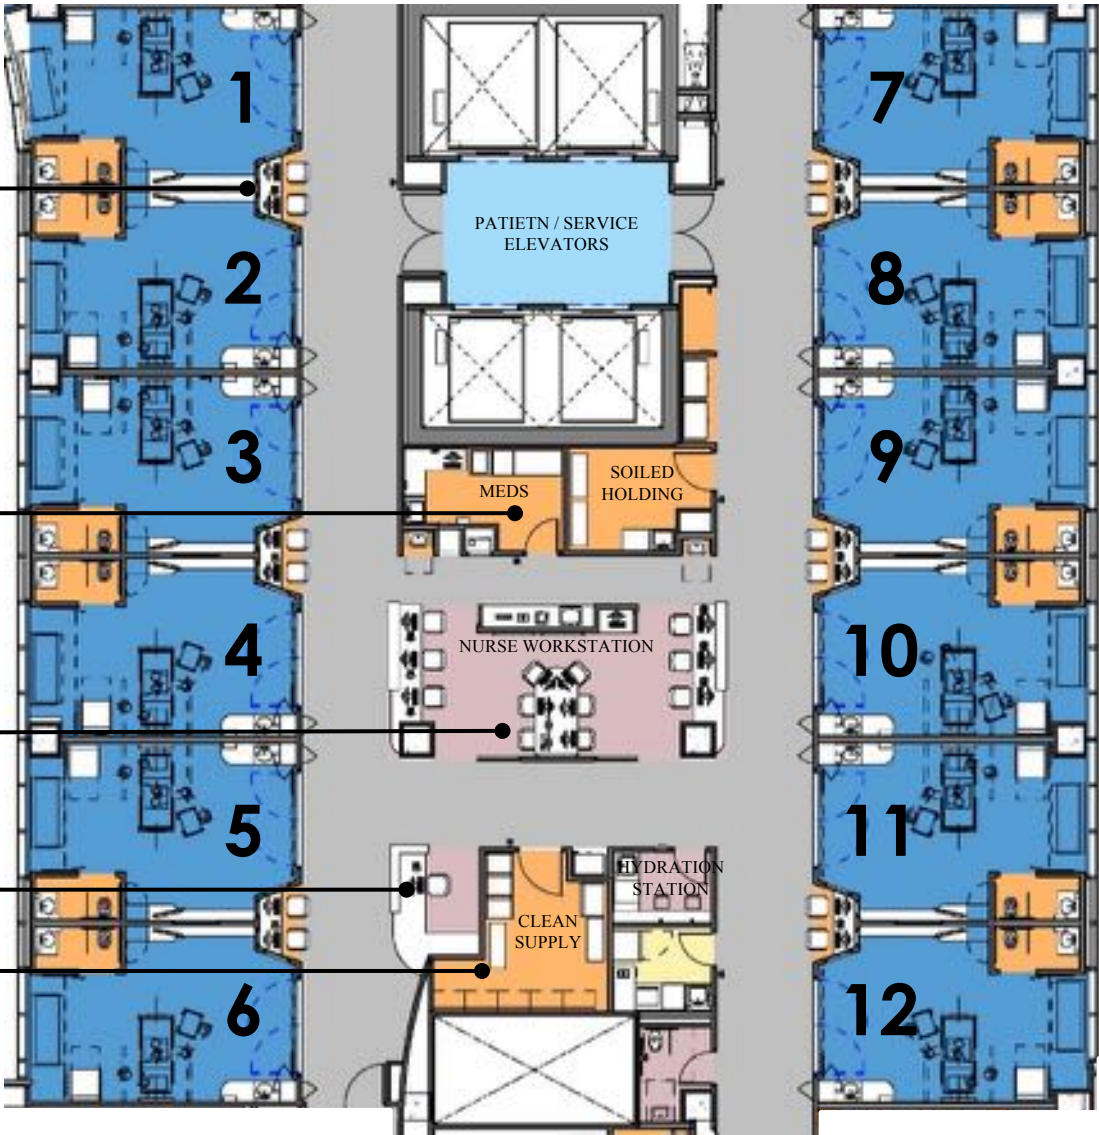 1
7
PATIETN / SERVICE
ELEVATORS
2
8
3
9
MEDS
SOILED
HOLDING
4
NURSE WORKSTATION
10
5
11
HYDRATION
STATION
CLEAN
SUPPLY
6
12